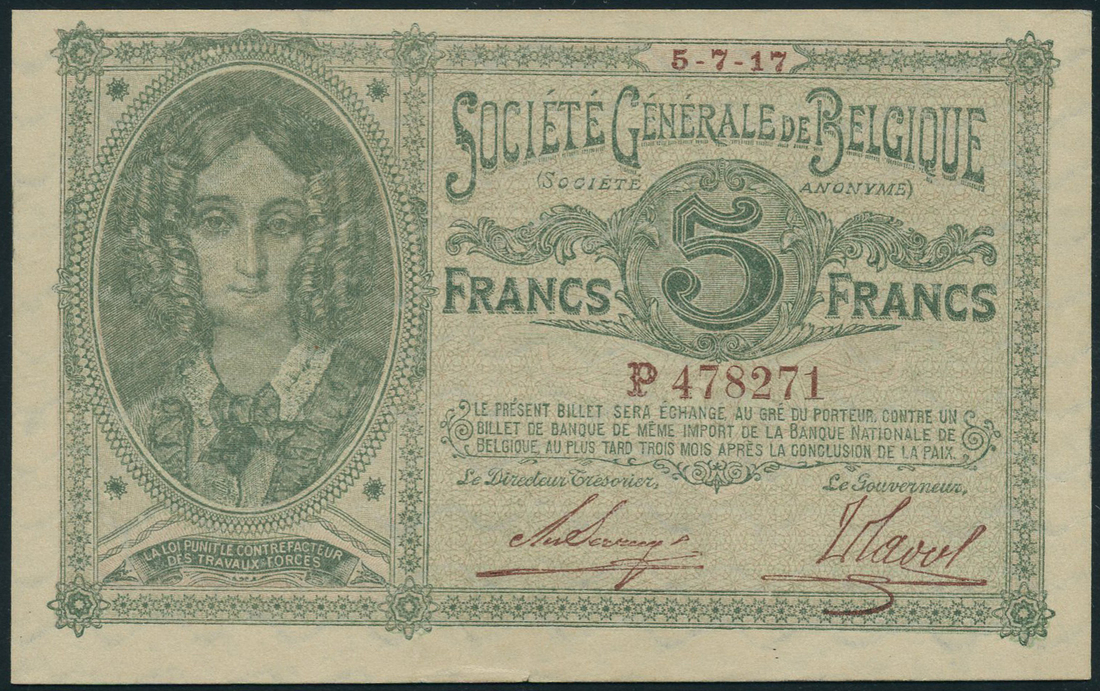 5-7-17
SOCIÉTÉ GÉNÉRALE DE BELGIQUE
(SOCIÉTÉ ANONYME)
5
FRANCS FRANCS
P 478271
LE PRÉSENT BILLET SERA ÉCHANGÉ AU GRÉ DU PORTEUR, CONTRE UN
BILLET DE BANQUE DE MÊME IMPORT DE LA BANQUE NATIONALE DE
BELGIQUE, AU PLUS TARD TROIS MOIS APRÈS LA CONCLUSION DE LA PAIX.
Le Directeur Trésorier, Le Gouverneur,
LA LOI PUNIT LE CONTREFACTEUR
DES TRAVAUX FORCÉS